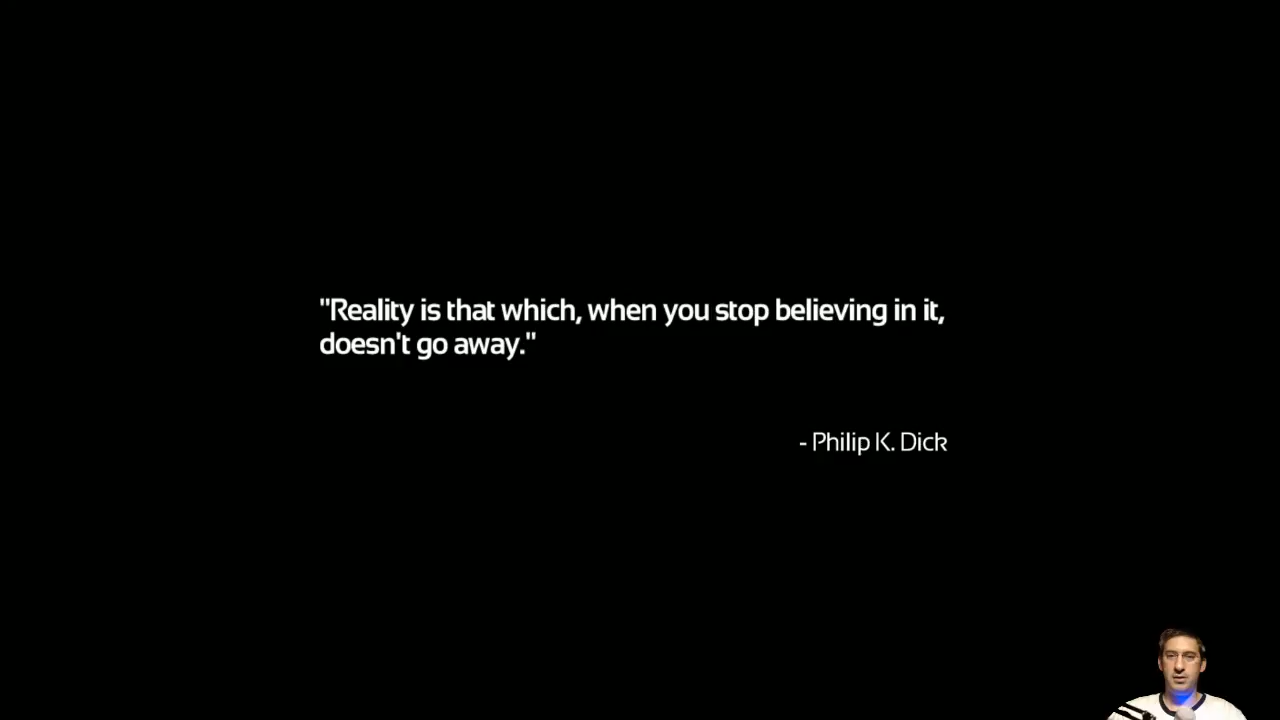 "Reality is that which, when you stop believing in it,
doesn't go away."
- Philip K. Dick